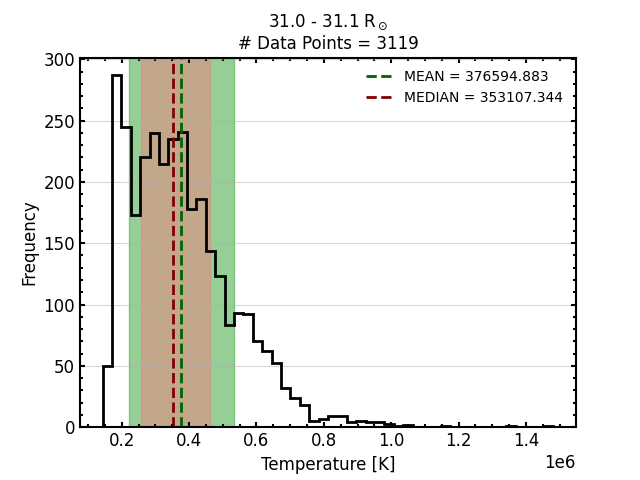 31.0 - 31.1 R☉
# Data Points = 3119
MEAN = 376594.883
MEDIAN = 353107.344
Frequency
300
250
200
150
100
50
0
0.2 0.4 0.6 0.8 1.0 1.2 1.4
1e6
Temperature [K]